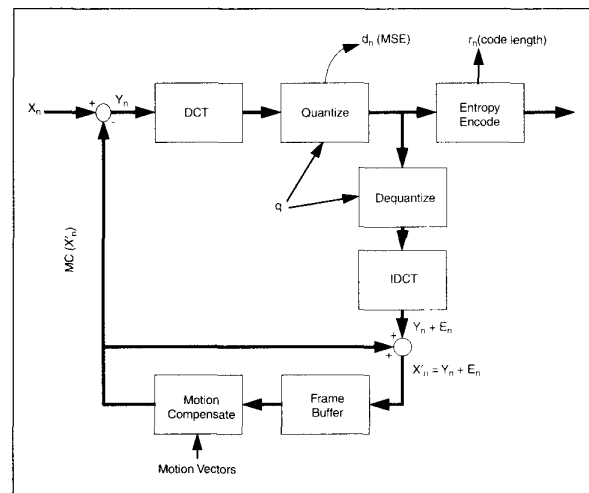 dₙ (MSE)
rₙ(code length)
Xₙ
+
Yₙ
-
DCT
Quantize
Entropy
Encode
q
Dequantize
MC (X'ₙ)
IDCT
+
Yₙ + Eₙ
+
X'ₙ = Yₙ + Eₙ
Motion
Compensate
Frame
Buffer
Motion Vectors